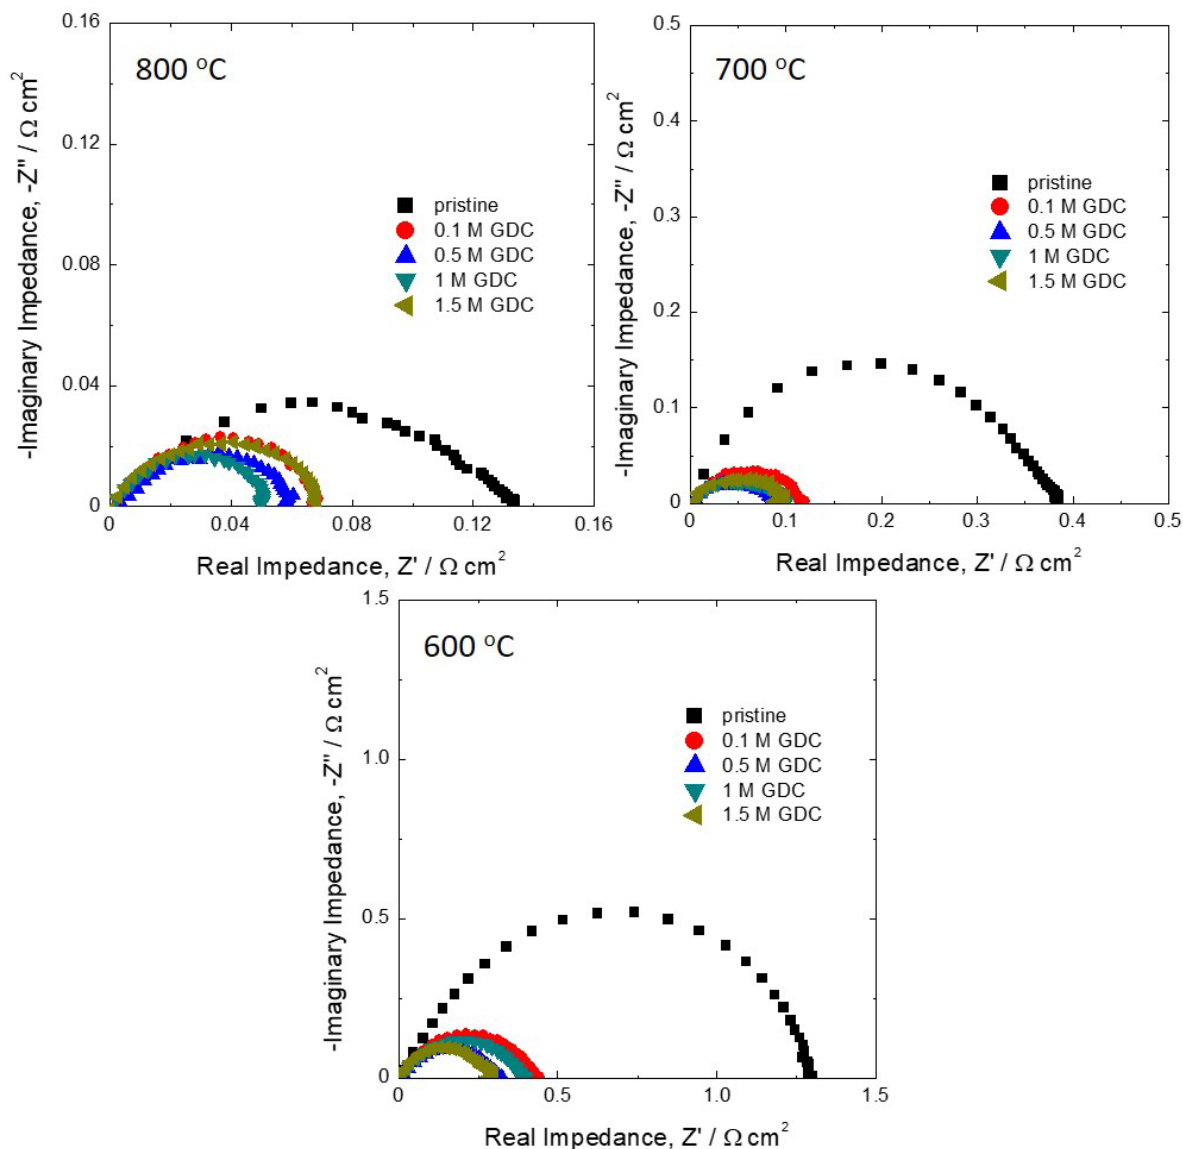 800 °C
-Imaginary Impedance, -Z" / Ω cm²
0.16
0.12
0.08
0.04
0
pristine
0.1 M GDC
0.5 M GDC
1 M GDC
1.5 M GDC
0
0.04
0.08
0.12
0.16
Real Impedance, Z' / Ω cm²
700 °C
-Imaginary Impedance, -Z" / Ω cm²
0.5
0.4
0.3
0.2
0.1
0
pristine
0.1 M GDC
0.5 M GDC
1 M GDC
1.5 M GDC
0
0.1
0.2
0.3
0.4
0.5
Real Impedance, Z' / Ω cm²
600 °C
-Imaginary Impedance, -Z" / Ω cm²
1.5
1.0
0.5
0
pristine
0.1 M GDC
0.5 M GDC
1 M GDC
1.5 M GDC
0
0.5
1.0
1.5
Real Impedance, Z' / Ω cm²